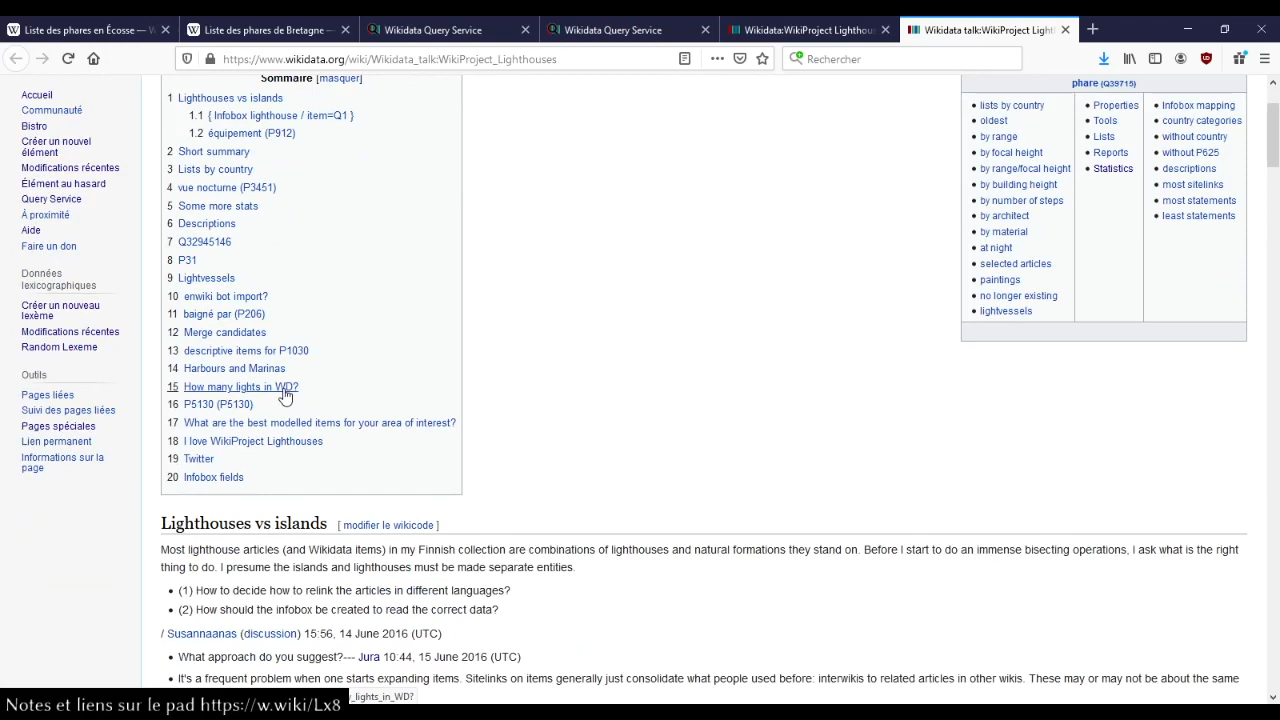 Liste des phares en Écosse — W
Liste des phares de Bretagne —
Wikidata Query Service
Wikidata Query Service
Wikidata:WikiProject Lighthous
Wikidata talk:WikiProject Light
https://www.wikidata.org/wiki/Wikidata_talk:WikiProject_Lighthouses
Rechercher
Accueil
Communauté
Bistro
Créer un nouvel
élément
Modifications récentes
Élément au hasard
Query Service
À proximité
Aide
Faire un don
Données
lexicographiques
Créer un nouveau
lexème
Modifications récentes
Random Lexeme
Outils
Pages liées
Suivi des pages liées
Pages spéciales
Lien permanent
Informations sur la
page
Sommaire [masquer]
1 Lighthouses vs islands
1.1 { Infobox lighthouse / item=Q1 }
1.2 équipement (P912)
2 Short summary
3 Lists by country
4 vue nocturne (P3451)
5 Some more stats
6 Descriptions
7 Q32945146
8 P31
9 Lightvessels
10 enwiki bot import?
11 baigné par (P206)
12 Merge candidates
13 descriptive items for P1030
14 Harbours and Marinas
15 How many lights in WD?
16 P5130 (P5130)
17 What are the best modelled items for your area of interest?
18 I love WikiProject Lighthouses
19 Twitter
20 Infobox fields
phare (Q39715)
lists by country
oldest
by range
by focal height
by range/focal height
by building height
by number of steps
by architect
by material
at night
selected articles
paintings
no longer existing
lightvessels
Properties
Tools
Lists
Reports
Statistics
Infobox mapping
country categories
without country
without P625
descriptions
most sitelinks
most statements
least statements
Lighthouses vs islands [ modifier le wikicode ]
Most lighthouse articles (and Wikidata items) in my Finnish collection are combinations of lighthouses and natural formations they stand on. Before I start to do an immense bisecting operations, I ask what is the right
thing to do. I presume the islands and lighthouses must be made separate entities.
(1) How to decide how to relink the articles in different languages?
(2) How should the infobox be created to read the correct data?
/ Susannaanas (discussion) 15:56, 14 June 2016 (UTC)
What approach do you suggest?--- Jura 10:44, 15 June 2016 (UTC)
It's a frequent problem when one starts expanding items. Sitelinks on items generally just consolidate what people used before: interwikis to related articles in other wikis. These may or may not be about the same
_lights_in_WD?
Notes et liens sur le pad https://w.wiki/Lx8